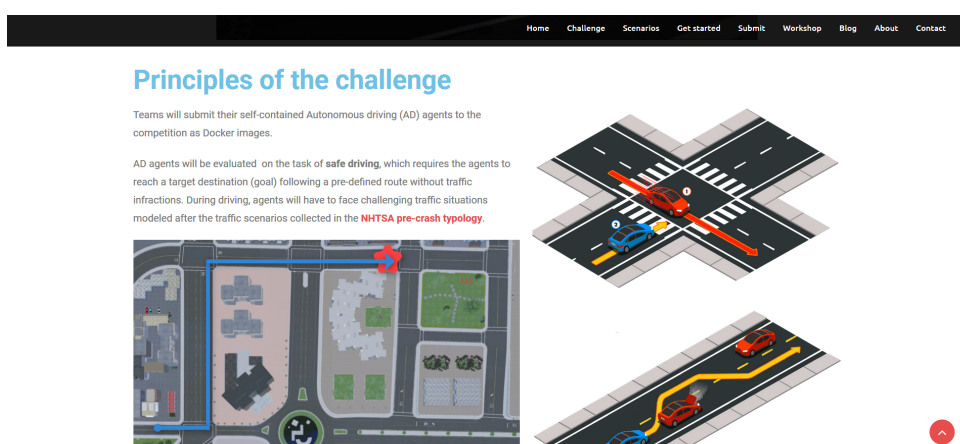 Home Challenge Scenarios Get started Submit Workshop Blog About Contact
Principles of the challenge
Teams will submit their self-contained Autonomous driving (AD) agents to the
competition as Docker images.
AD agents will be evaluated on the task of safe driving, which requires the agents to
reach a target destination (goal) following a pre-defined route without traffic
infractions. During driving, agents will have to face challenging traffic situations
modeled after the traffic scenarios collected in the NHTSA pre-crash typology.
1
2